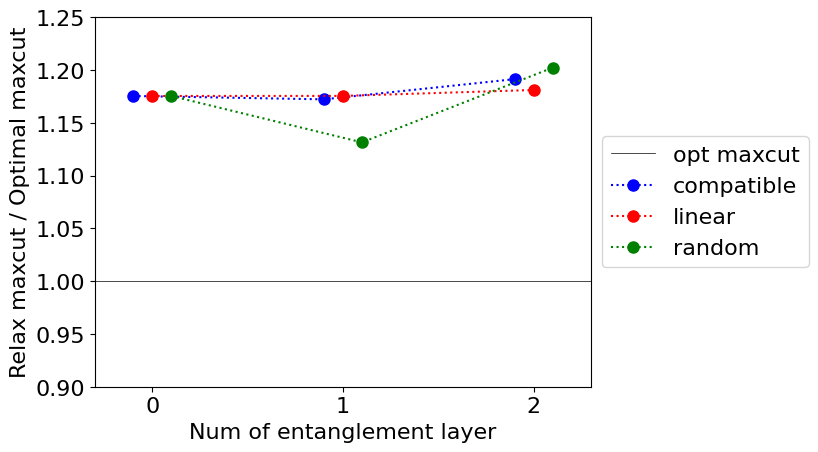 Relax maxcut / Optimal maxcut
1.25
1.20
1.15
1.10
1.05
1.00
0.95
0.90
0
1
2
Num of entanglement layer
opt maxcut
compatible
linear
random